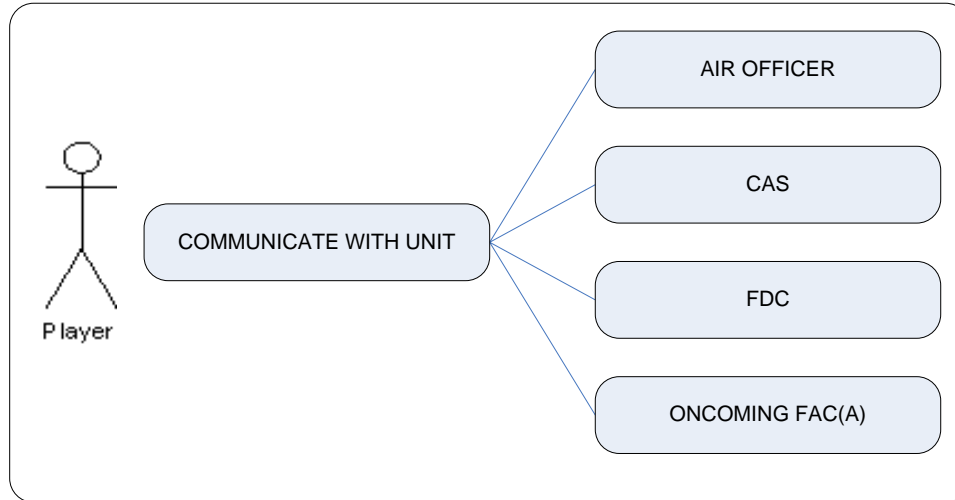 AIR OFFICER
CAS
COMMUNICATE WITH UNIT
FDC
Player
ONCOMING FAC(A)